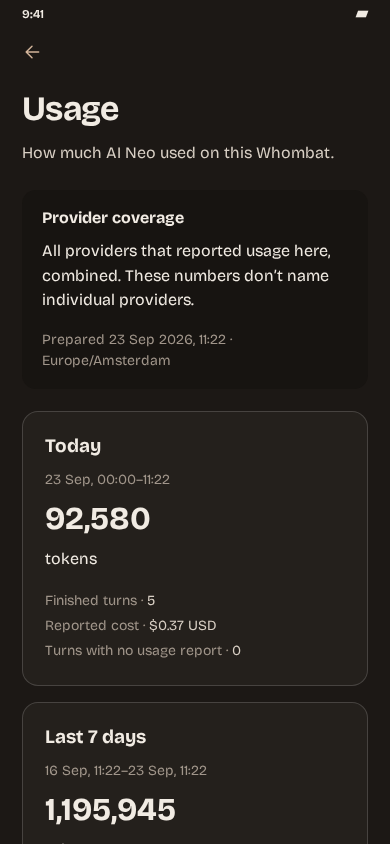 9:41
Usage
How much AI Neo used on this Whombat.
Provider coverage
All providers that reported usage here,
combined. These numbers don’t name
individual providers.
Prepared 23 Sep 2026, 11:22 ·
Europe/Amsterdam
Today
23 Sep, 00:00–11:22
92,580
tokens
Finished turns · 5
Reported cost · $0.37 USD
Turns with no usage report · 0
Last 7 days
16 Sep, 11:22–23 Sep, 11:22
1,195,945